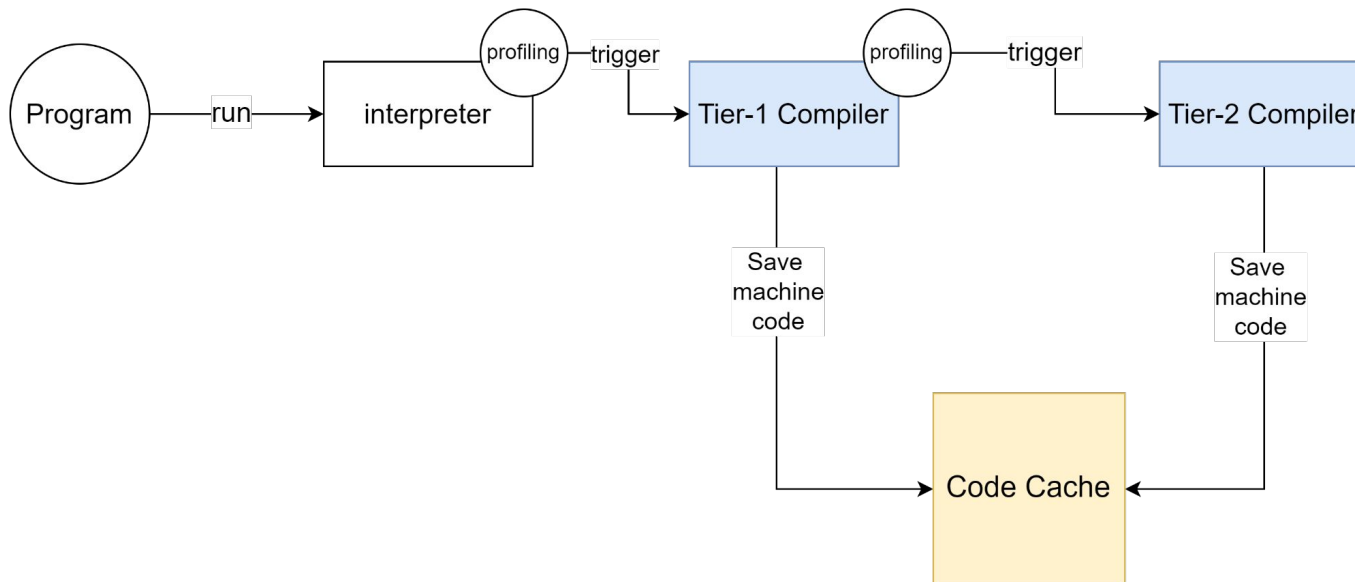 Program
run
interpreter
profiling
trigger
Tier-1 Compiler
profiling
trigger
Tier-2 Compiler
Save
machine
code
Save
machine
code
Code Cache